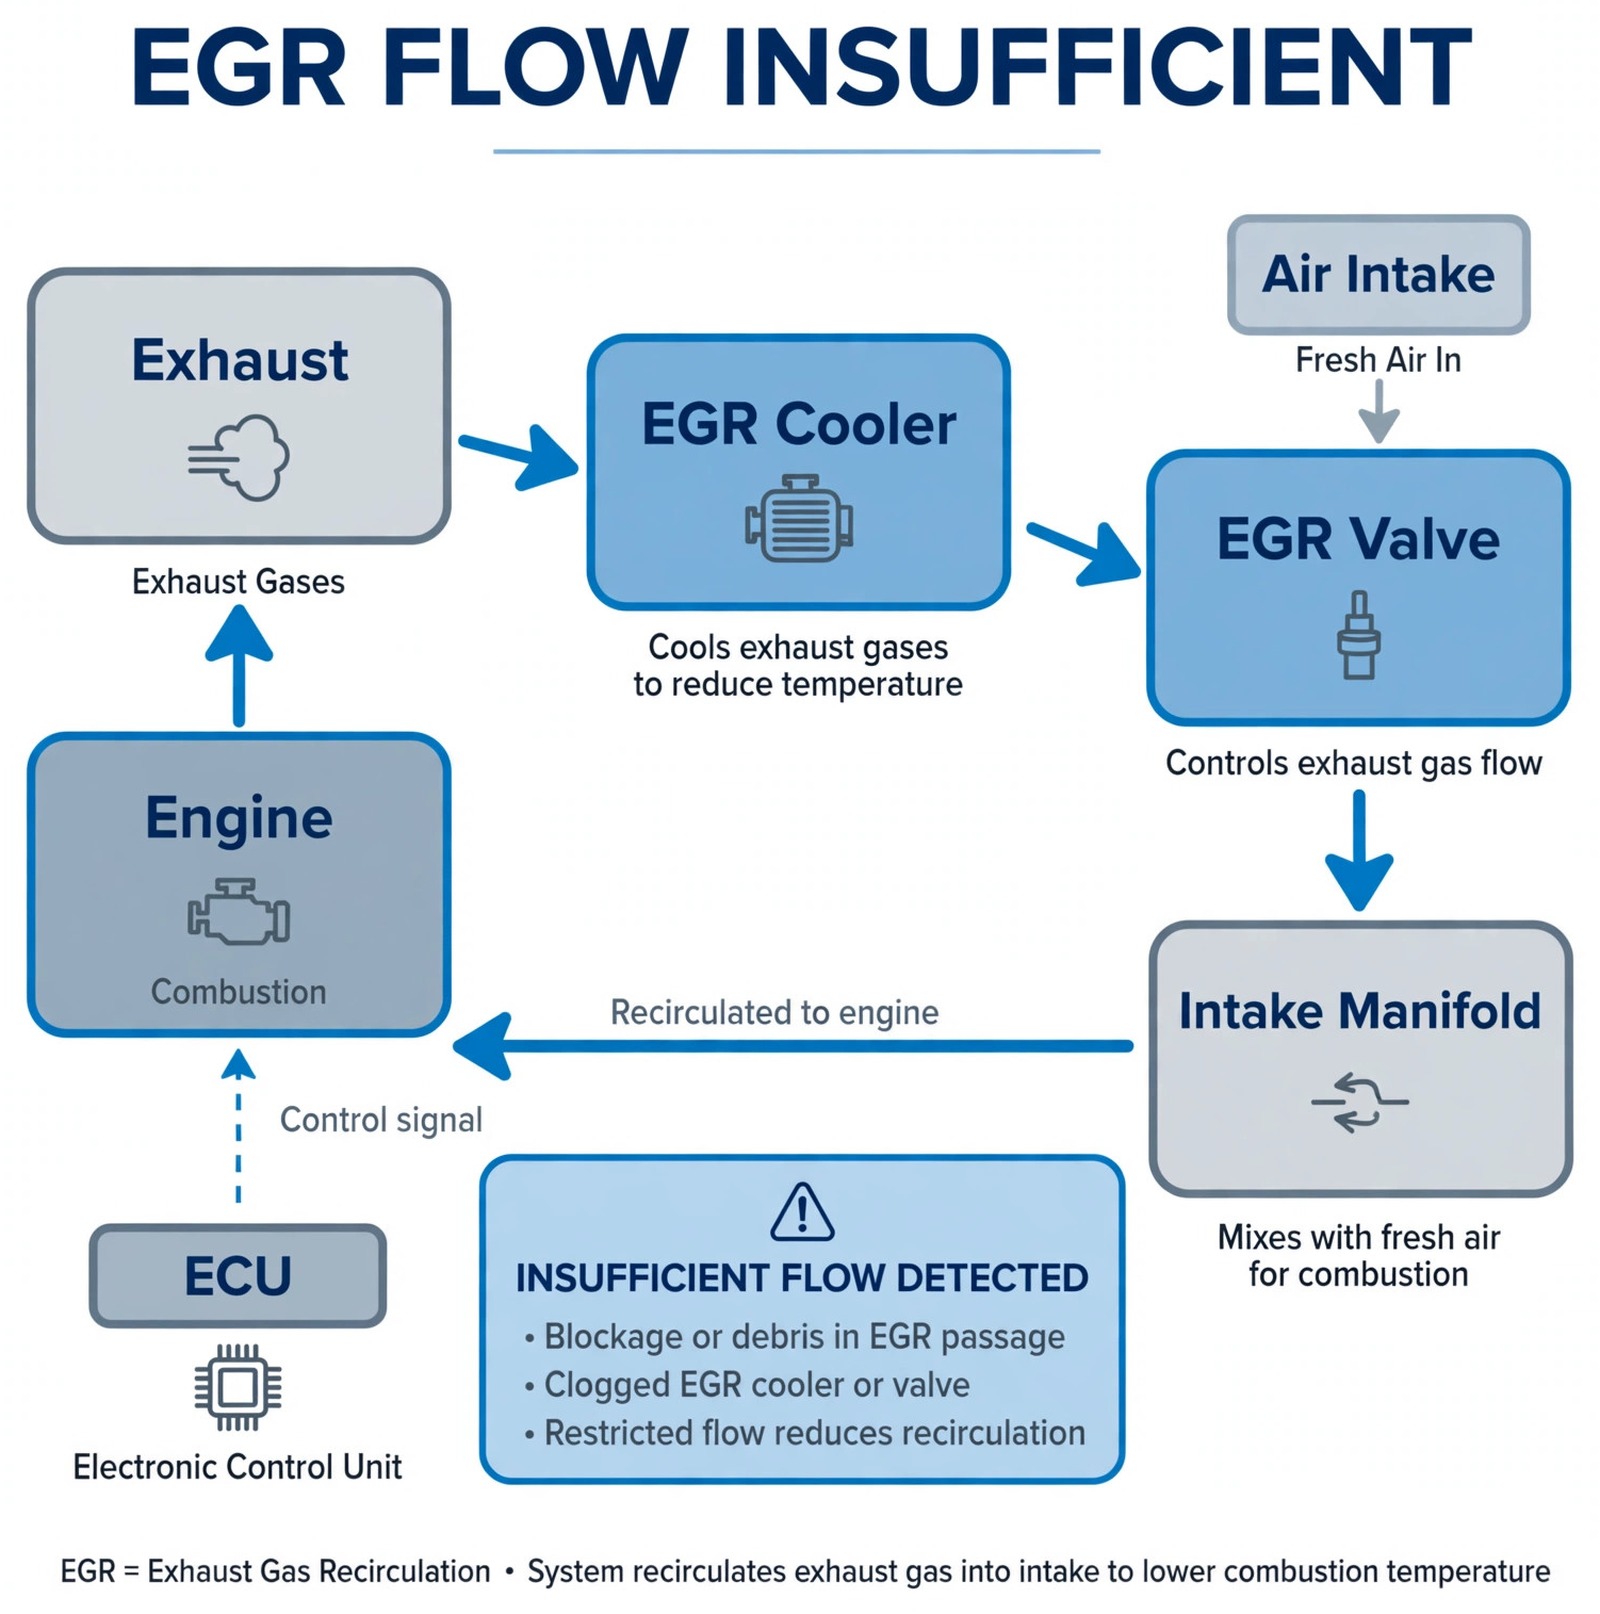 EGR FLOW INSUFFICIENT
Air Intake
Fresh Air In
Exhaust
Exhaust Gases
EGR Cooler
Cools exhaust gases
to reduce temperature
EGR Valve
Controls exhaust gas flow
Engine
Combustion
Intake Manifold
Mixes with fresh air
for combustion
Recirculated to engine
Control signal
ECU
Electronic Control Unit
INSUFFICIENT FLOW DETECTED
• Blockage or debris in EGR passage
• Clogged EGR cooler or valve
• Restricted flow reduces recirculation
EGR = Exhaust Gas Recirculation • System recirculates exhaust gas into intake to lower combustion temperature